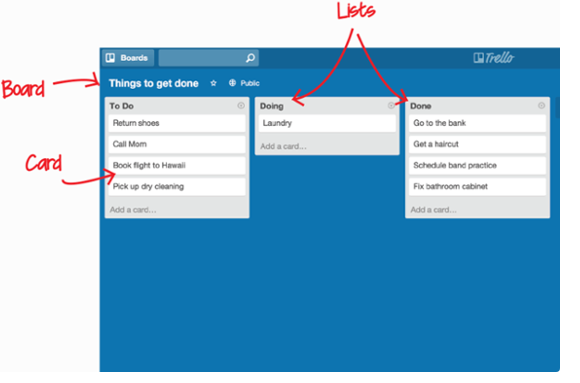 Lists
Boards
Trello
Board
Things to get done
Public
To Do
Return shoes
Call Mom
Book flight to Hawaii
Pick up dry cleaning
Add a card...
Card
Doing
Laundry
Add a card...
Done
Go to the bank
Get a haircut
Schedule band practice
Fix bathroom cabinet
Add a card...